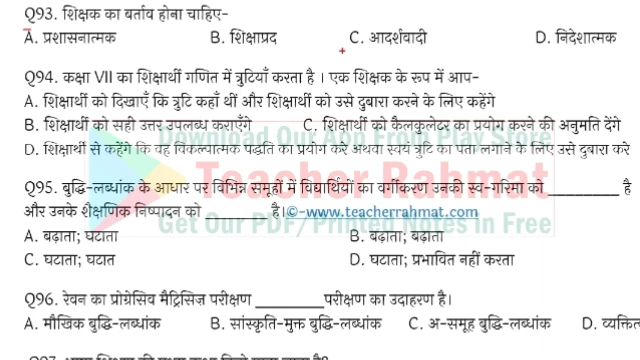 Q93. शिक्षक का बर्ताव होना चाहिए-
A. प्रशासनात्मक B. शिक्षाप्रद C. आदर्शवादी D. निदेशात्मक
Q94. कक्षा VII का शिक्षार्थी गणित में त्रुटियाँ करता है । एक शिक्षक के रूप में आप-
A. शिक्षार्थी को दिखाएँ कि त्रुटि कहाँ थीं और शिक्षार्थी को उसे दुबारा करने के लिए कहेंगे
B. शिक्षार्थी को सही उत्तर उपलब्ध कराएँगे C. शिक्षार्थी को कैलकुलेटर का प्रयोग करने की अनुमति देंगे
Download Our App From Play Store
D. शिक्षार्थी से कहेंगे कि वह विकल्पात्मक पद्धति का प्रयोग करे अथवा स्वयं त्रुटि का पता लगाने के लिए उसे दुबारा करे
Teacher Rahmat
Q95. बुद्धि-लब्धांक के आधार पर विभिन्न समूहों में विद्यार्थियों का वर्गीकरण उनकी स्व-गरिमा को ________ है
और उनके शैक्षणिक निष्पादन को _______ है।©-www.teacherrahmat.com
Get Our PDF/ Printed Notes in Free
A. बढ़ाता; घटाता B. बढ़ाता; बढ़ाता
C. घटाता; घटात D. घटाता; प्रभावित नहीं करता
Q96. रेवन का प्रोग्रेसिव मैट्रिसिज़ परीक्षण ________परीक्षण का उदाहरण है।
A. मौखिक बुद्धि-लब्धांक B. सांस्कृति-मुक्त बुद्धि-लब्धांक C. अ-समूह बुद्धि-लब्धांक D.